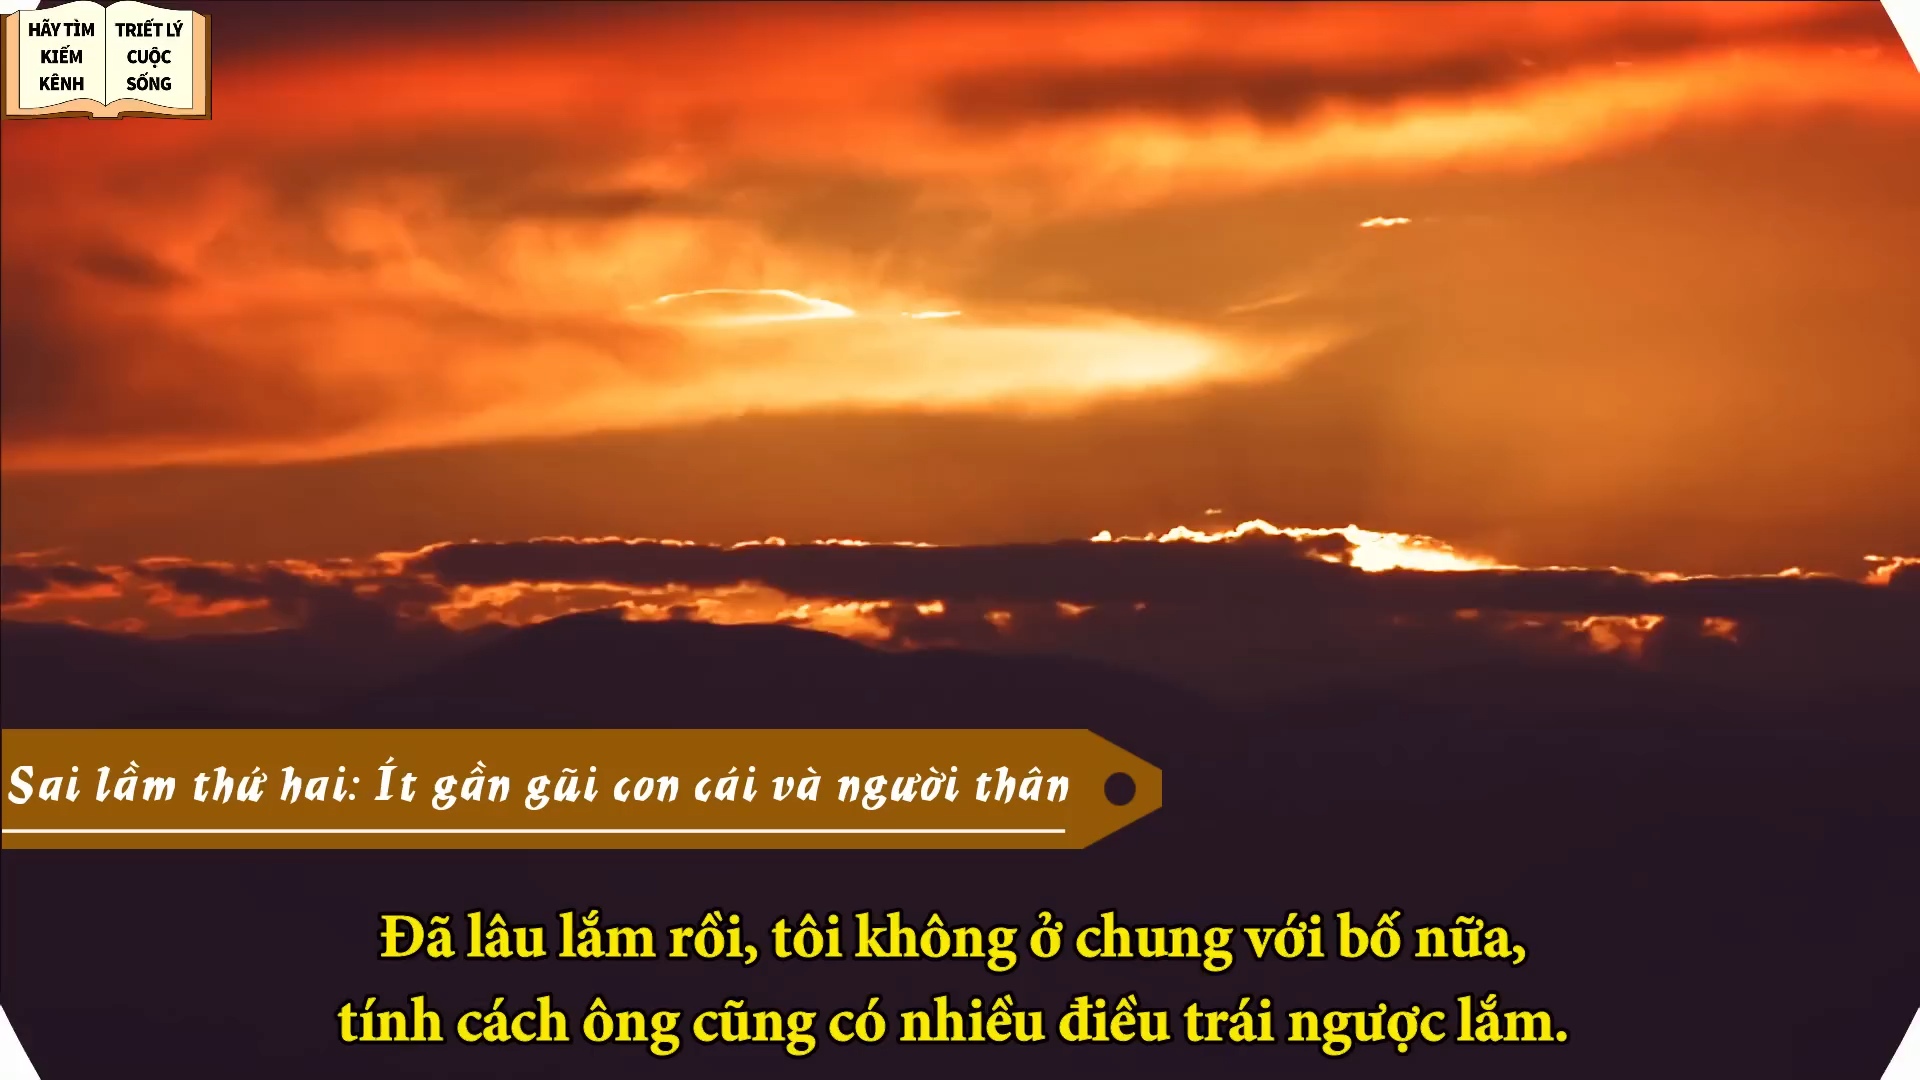 HÃY TÌM
KIẾM
KÊNH
TRIẾT LÝ
CUỘC
SỐNG
Sai lầm thứ hai: Ít gần gũi con cái và người thân
Đã lâu lắm rồi, tôi không ở chung với bố nữa,
tính cách ông cũng có nhiều điều trái ngược lắm.